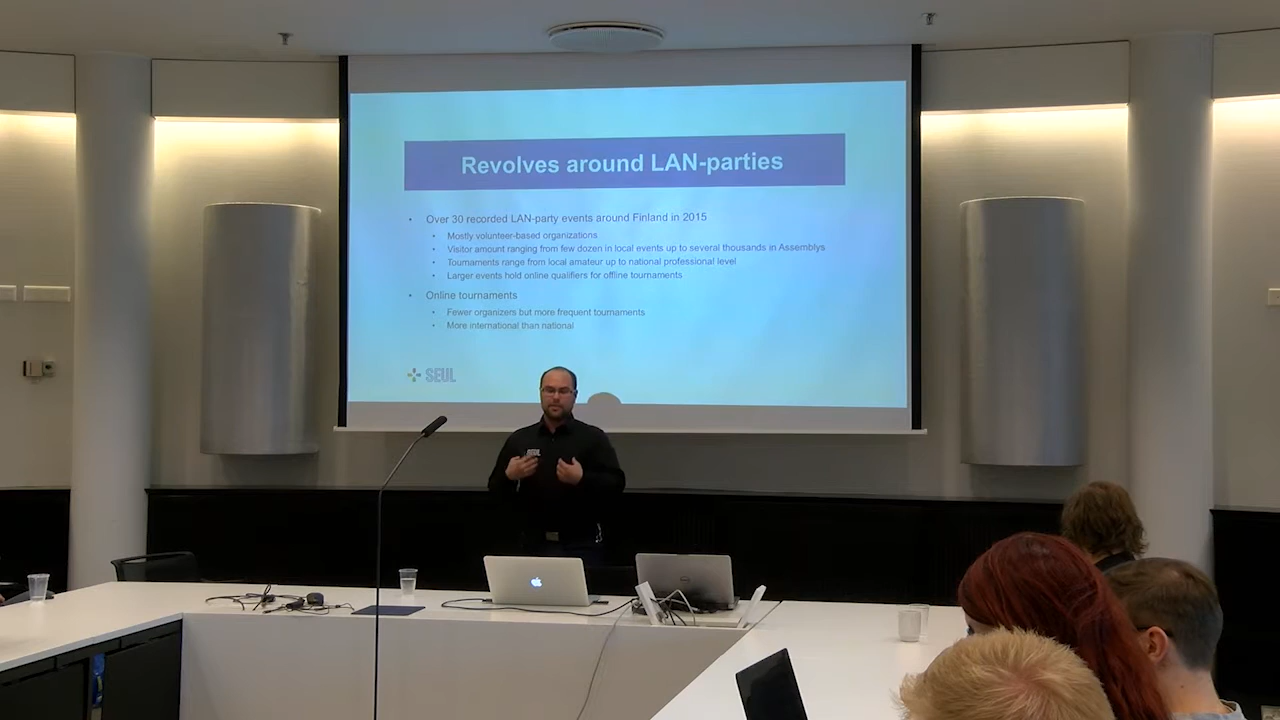 Revolves around LAN-parties
• Over 30 recorded LAN-party events around Finland in 2015
• Mostly volunteer-based organizations
• Visitor amount ranging from few dozen in local events up to several thousands in Assemblys
• Tournaments range from local amateur up to national professional level
• Larger events hold online qualifiers for offline tournaments
• Online tournaments
• Fewer organizers but more frequent tournaments
• More international than national
SEUL
SEUL